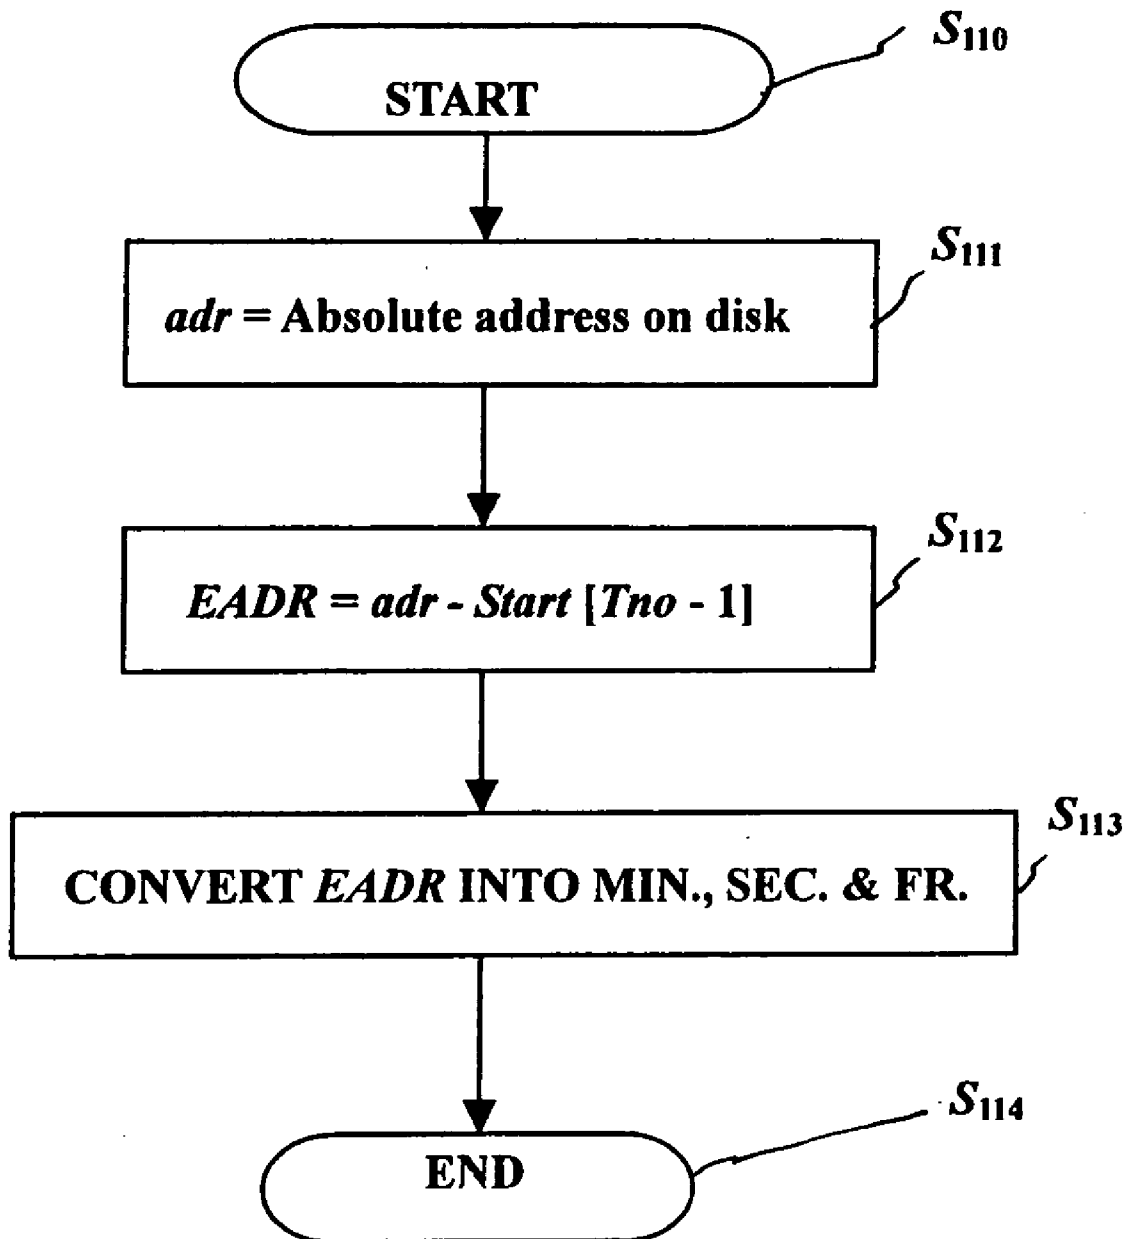 S110
START
S111
adr = Absolute address on disk
S112
EADR = adr - Start [Tno - 1]
S113
CONVERT EADR INTO MIN., SEC. & FR.
S114
END